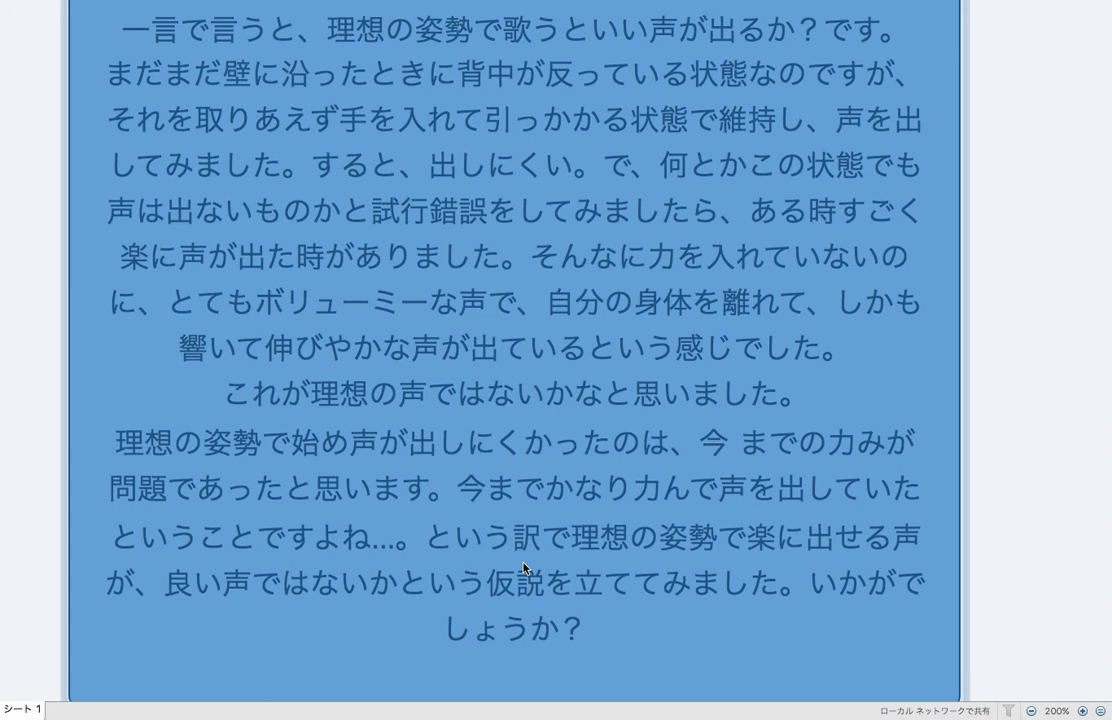 一言で言うと、理想の姿勢で歌うといい声が出るか？です。
まだまだ壁に沿ったときに背中が反っている状態なのですが、
それを取りあえず手を入れて引っかかる状態で維持し、声を出
してみました。すると、出しにくい。で、何とかこの状態でも
声は出ないものかと試行錯誤をしてみましたら、ある時すごく
楽に声が出た時がありました。そんなに力を入れていないの
に、とてもボリューミーな声で、自分の身体を離れて、しかも
響いて伸びやかな声が出ているという感じでした。
これが理想の声ではないかなと思いました。
理想の姿勢で始め声が出しにくかったのは、今 までの力みが
問題であったと思います。今までかなり力んで声を出していた
ということですよね…。という訳で理想の姿勢で楽に出せる声
が、良い声ではないかという仮説を立ててみました。いかがで
しょうか？
シート 1
ローカル ネットワークで共有
200%